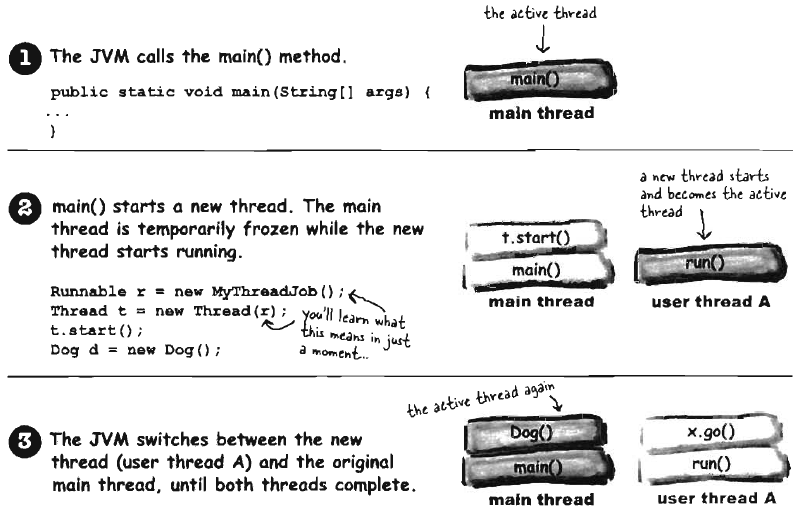 the active thread
1 The JVM calls the main() method.
public static void main(String[] args) {
...
}
main()
main thread
2 main() starts a new thread. The main
thread is temporarily frozen while the new
thread starts running.
Runnable r = new MyThreadJob();
Thread t = new Thread(r);
t.start();
Dog d = new Dog();
you'll learn what
this means in just
a moment...
t.start()
main()
main thread
a new thread starts
and becomes the active
thread
run()
user thread A
3 The JVM switches between the new
thread (user thread A) and the original
main thread, until both threads complete.
the active thread again
Dog()
main()
main thread
x.go()
run()
user thread A